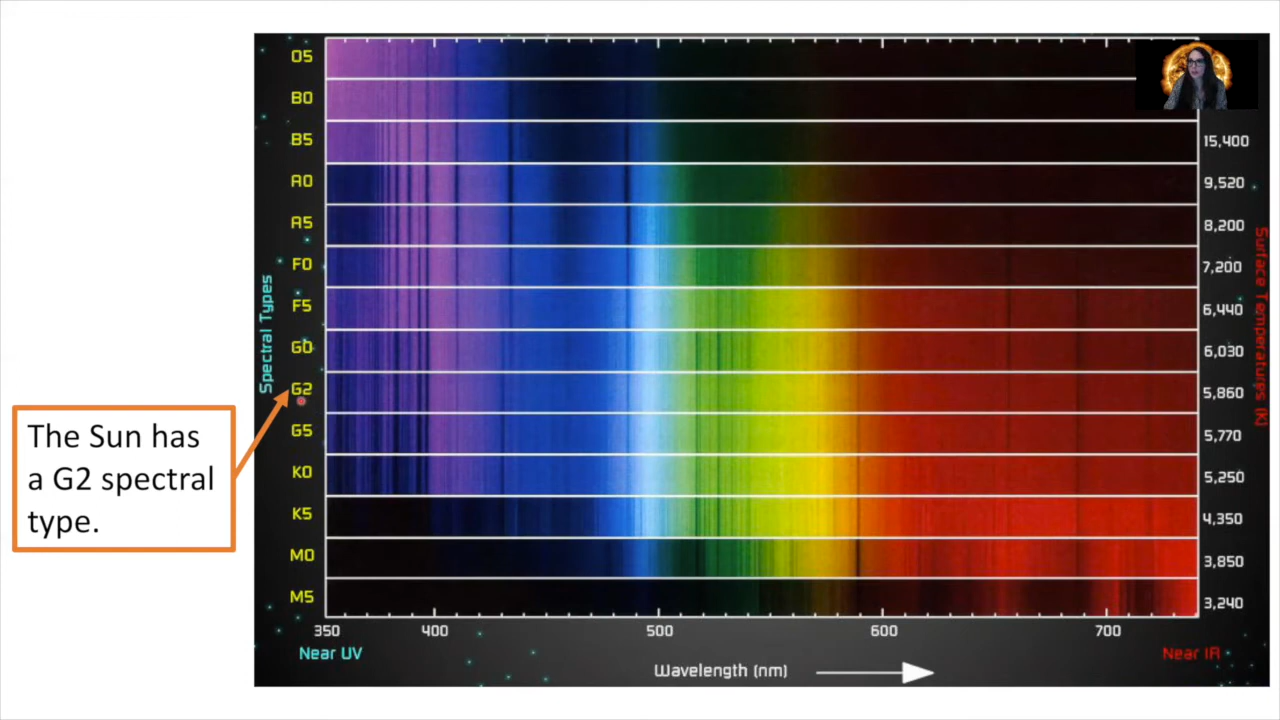 The Sun has
a G2 spectral
type.
Spectral Types
O5
B0
B5
A0
A5
F0
F5
G0
G2
G5
K0
K5
M0
M5
15,400
9,520
8,200
7,200
6,440
6,030
5,860
5,770
5,250
4,350
3,850
3,240
Surface Temperatures (K)
350 400 500 600 700
Near UV
Near IR
Wavelength (nm)